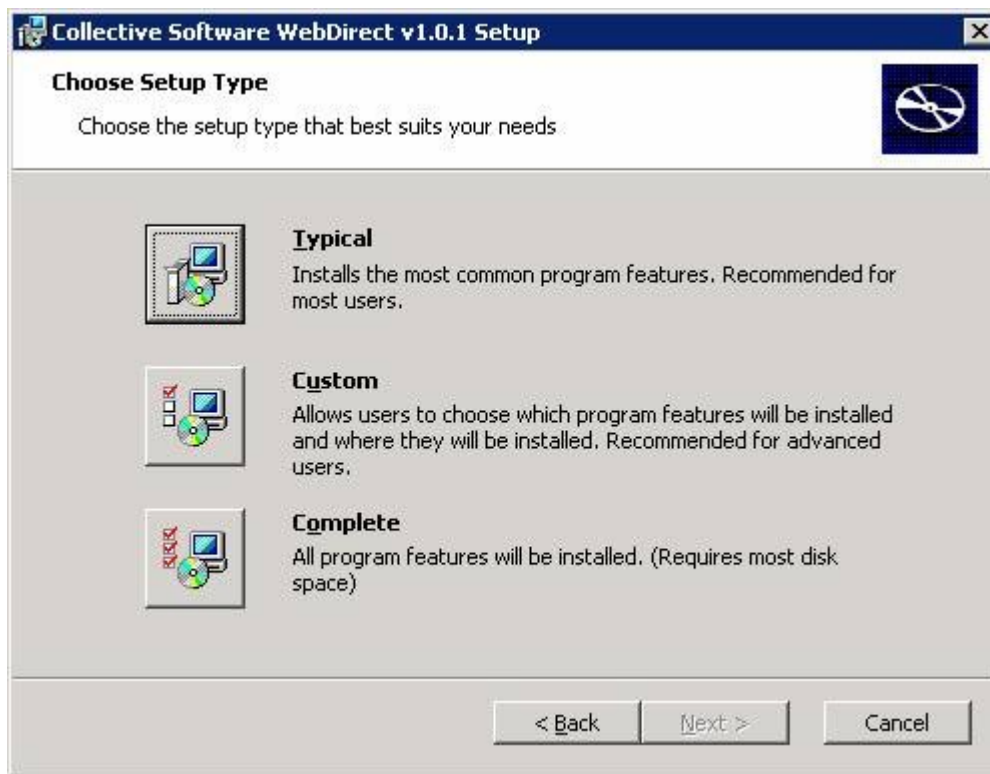 Collective Software WebDirect v1.0.1 Setup
Choose Setup Type
Choose the setup type that best suits your needs
Typical
Installs the most common program features. Recommended for
most users.
Custom
Allows users to choose which program features will be installed
and where they will be installed. Recommended for advanced
users.
Complete
All program features will be installed. (Requires most disk
space)
< Back Next > Cancel